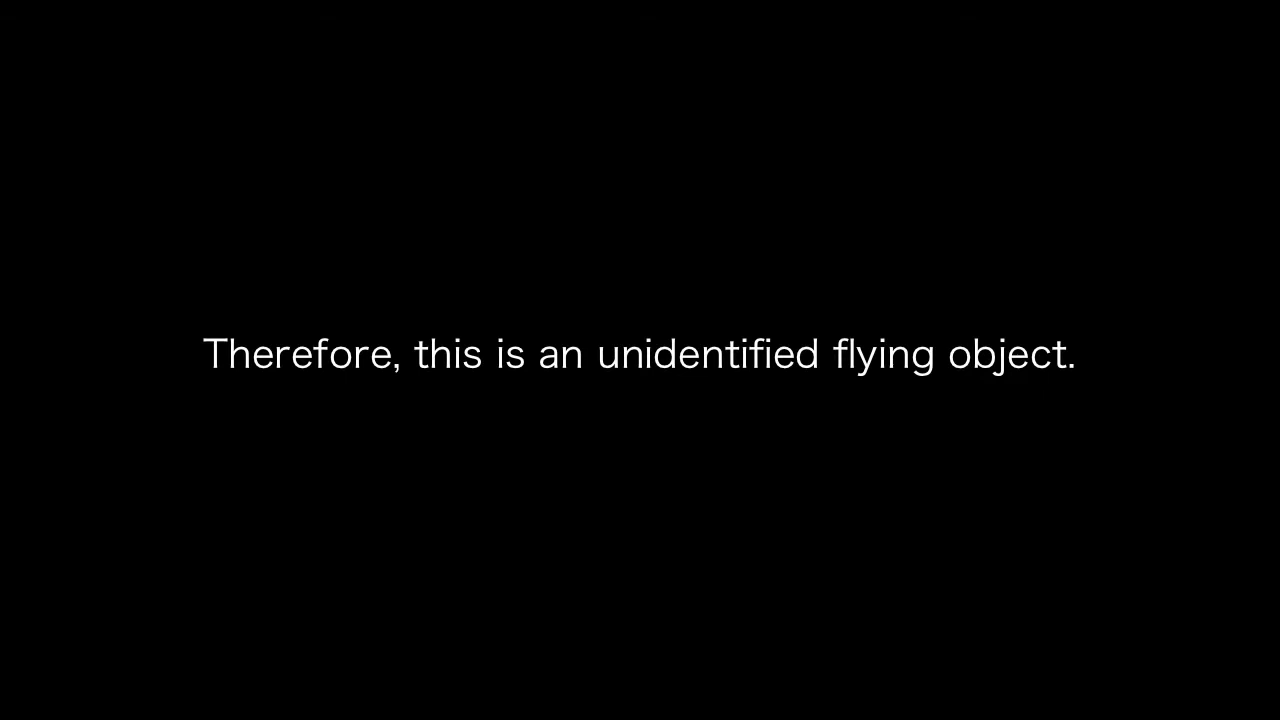 Therefore, this is an unidentified flying object.